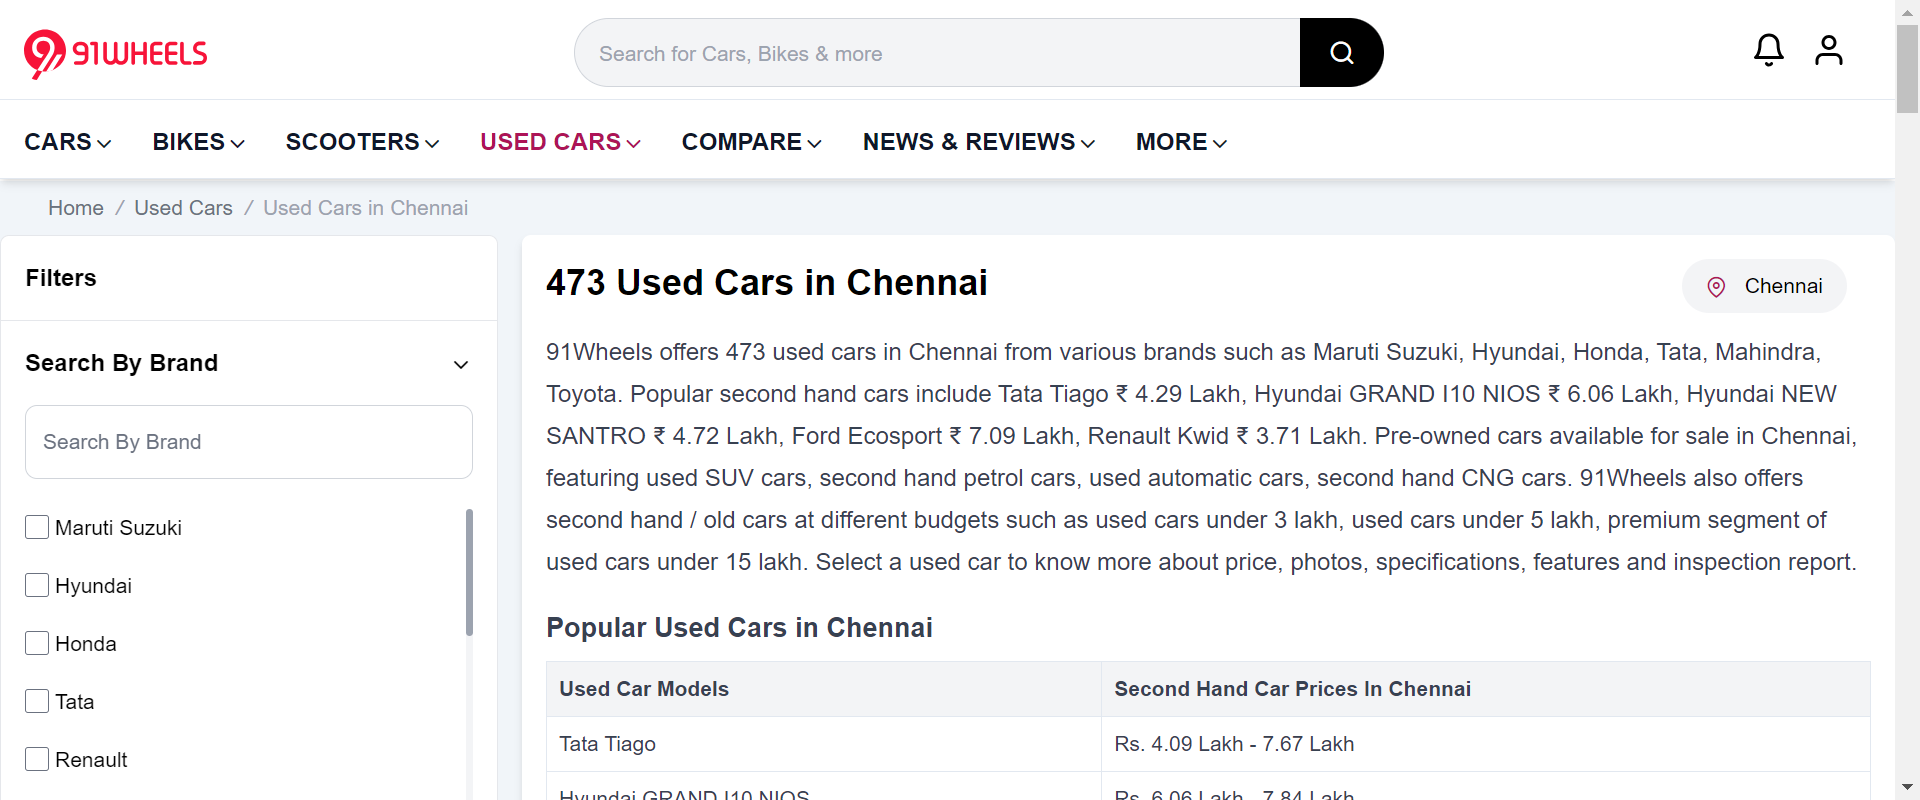 91WHEELS
Search for Cars, Bikes & more
CARS BIKES SCOOTERS USED CARS COMPARE NEWS & REVIEWS MORE
Home / Used Cars / Used Cars in Chennai
Filters
Search By Brand
Search By Brand
Maruti Suzuki
Hyundai
Honda
Tata
Renault
473 Used Cars in Chennai
Chennai
91Wheels offers 473 used cars in Chennai from various brands such as Maruti Suzuki, Hyundai, Honda, Tata, Mahindra,
Toyota. Popular second hand cars include Tata Tiago ₹ 4.29 Lakh, Hyundai GRAND I10 NIOS ₹ 6.06 Lakh, Hyundai NEW
SANTRO ₹ 4.72 Lakh, Ford Ecosport ₹ 7.09 Lakh, Renault Kwid ₹ 3.71 Lakh. Pre-owned cars available for sale in Chennai,
featuring used SUV cars, second hand petrol cars, used automatic cars, second hand CNG cars. 91Wheels also offers
second hand / old cars at different budgets such as used cars under 3 lakh, used cars under 5 lakh, premium segment of
used cars under 15 lakh. Select a used car to know more about price, photos, specifications, features and inspection report.
Popular Used Cars in Chennai
Used Car Models Second Hand Car Prices In Chennai
Tata Tiago Rs. 4.09 Lakh - 7.67 Lakh
Hyundai GRAND I10 NIOS Rs. 6.06 Lakh - 7.84 Lakh